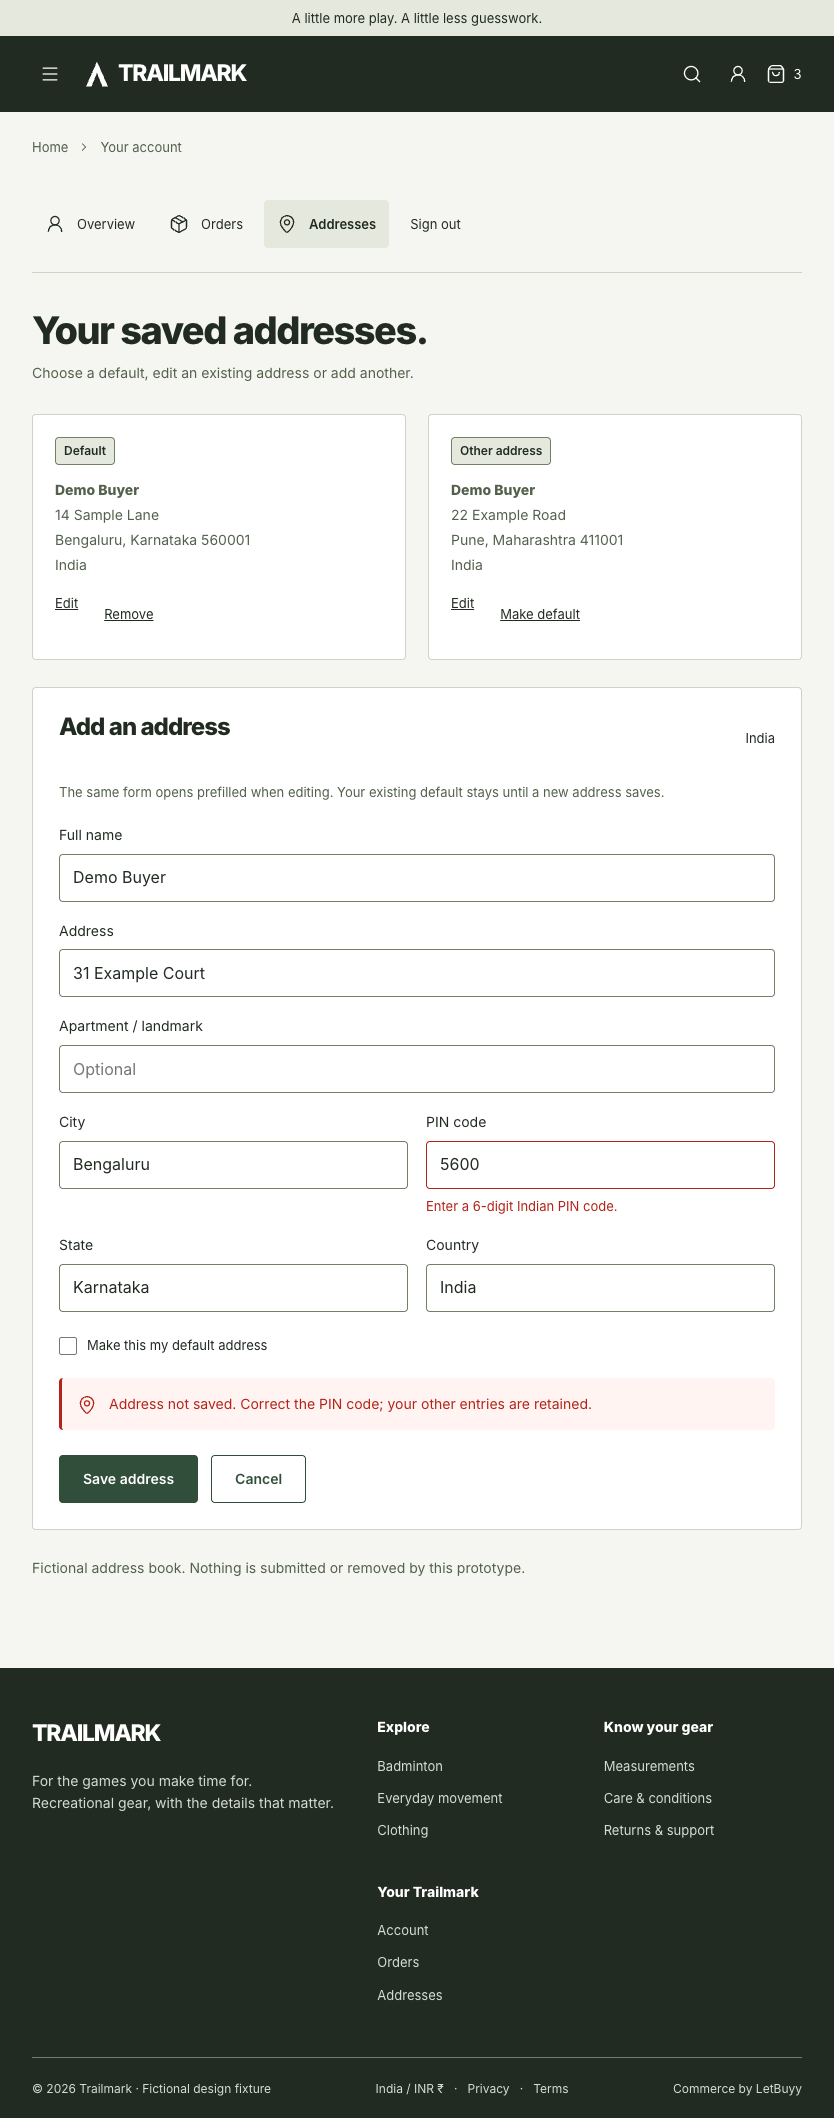 A little more play. A little less guesswork.
TRAILMARK
3
Home > Your account
Overview
Orders
Addresses
Sign out
Your saved addresses.
Choose a default, edit an existing address or add another.
Default
Demo Buyer
14 Sample Lane
Bengaluru, Karnataka 560001
India
Edit
Remove
Other address
Demo Buyer
22 Example Road
Pune, Maharashtra 411001
India
Edit
Make default
Add an address
India
The same form opens prefilled when editing. Your existing default stays until a new address saves.
Full name
Demo Buyer
Address
31 Example Court
Apartment / landmark
Optional
City
Bengaluru
PIN code
5600
Enter a 6-digit Indian PIN code.
State
Karnataka
Country
India
Make this my default address
Address not saved. Correct the PIN code; your other entries are retained.
Save address
Cancel
Fictional address book. Nothing is submitted or removed by this prototype.
TRAILMARK
For the games you make time for.
Recreational gear, with the details that matter.
Explore
Badminton
Everyday movement
Clothing
Know your gear
Measurements
Care & conditions
Returns & support
Your Trailmark
Account
Orders
Addresses
© 2026 Trailmark · Fictional design fixture
India / INR ₹ · Privacy · Terms
Commerce by LetBuyy